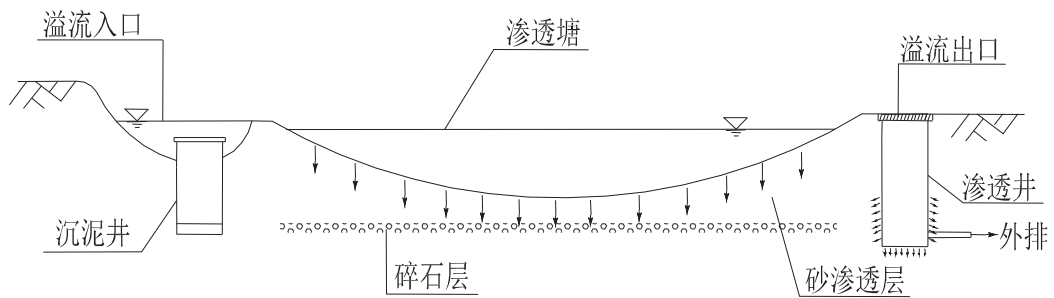 溢流入口
渗透塘
溢流出口
渗透井
沉泥井
外排
碎石层
砂渗透层